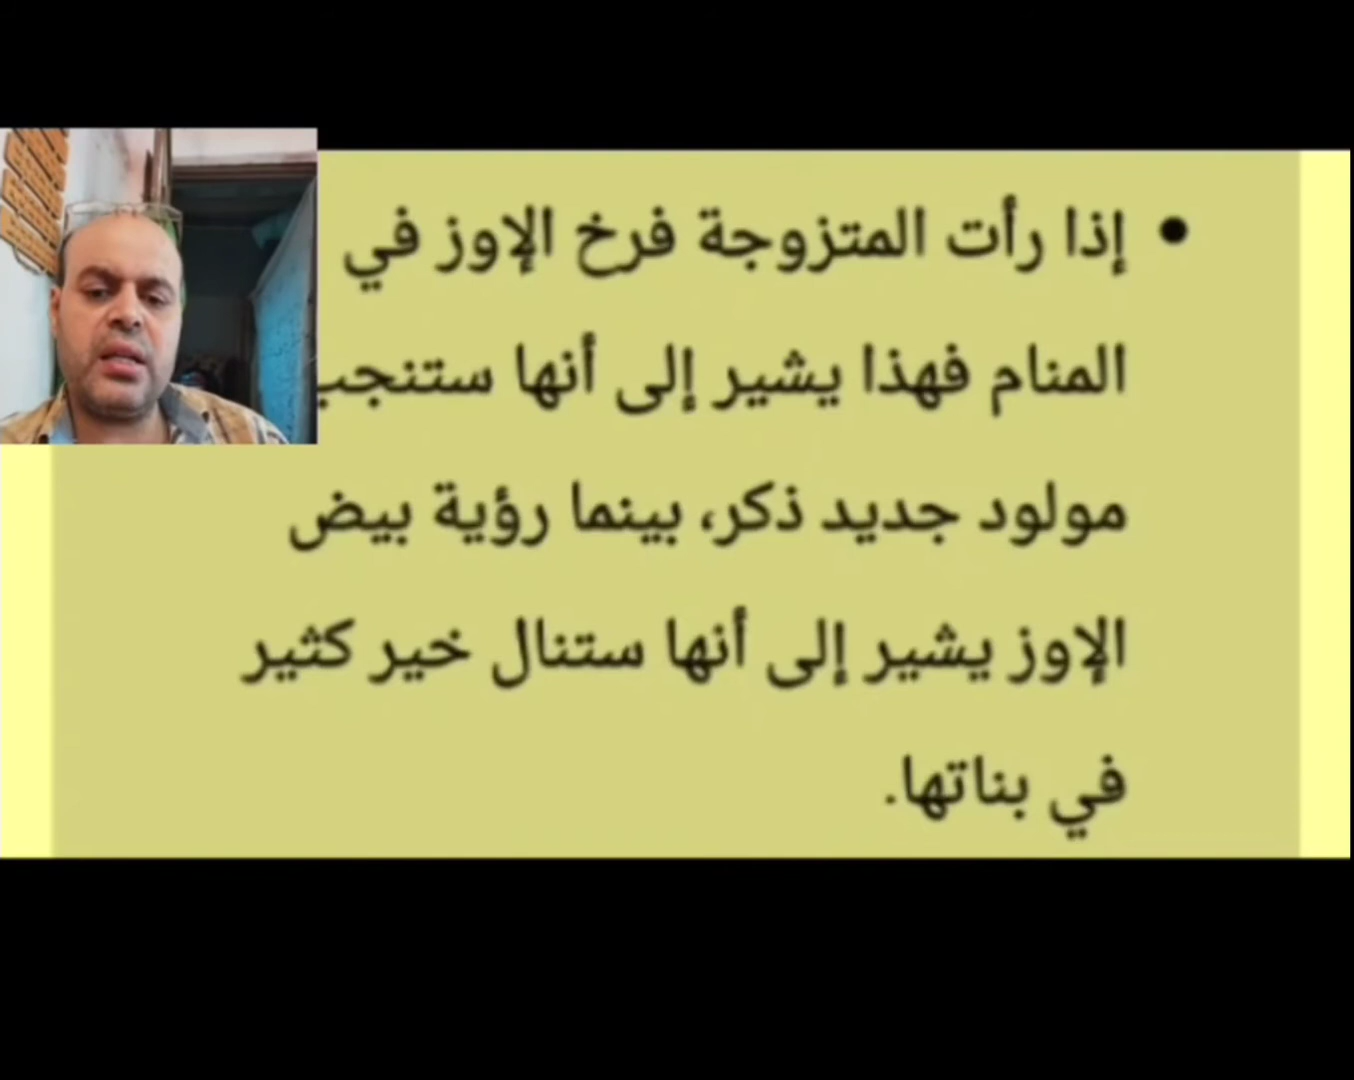 • إذا رأت المتزوجة فرخ الإوز في
المنام فهذا يشير إلى أنها ستنجب
مولود جديد ذكر، بينما رؤية بيض
الإوز يشير إلى أنها ستنال خير كثير
في بناتها.